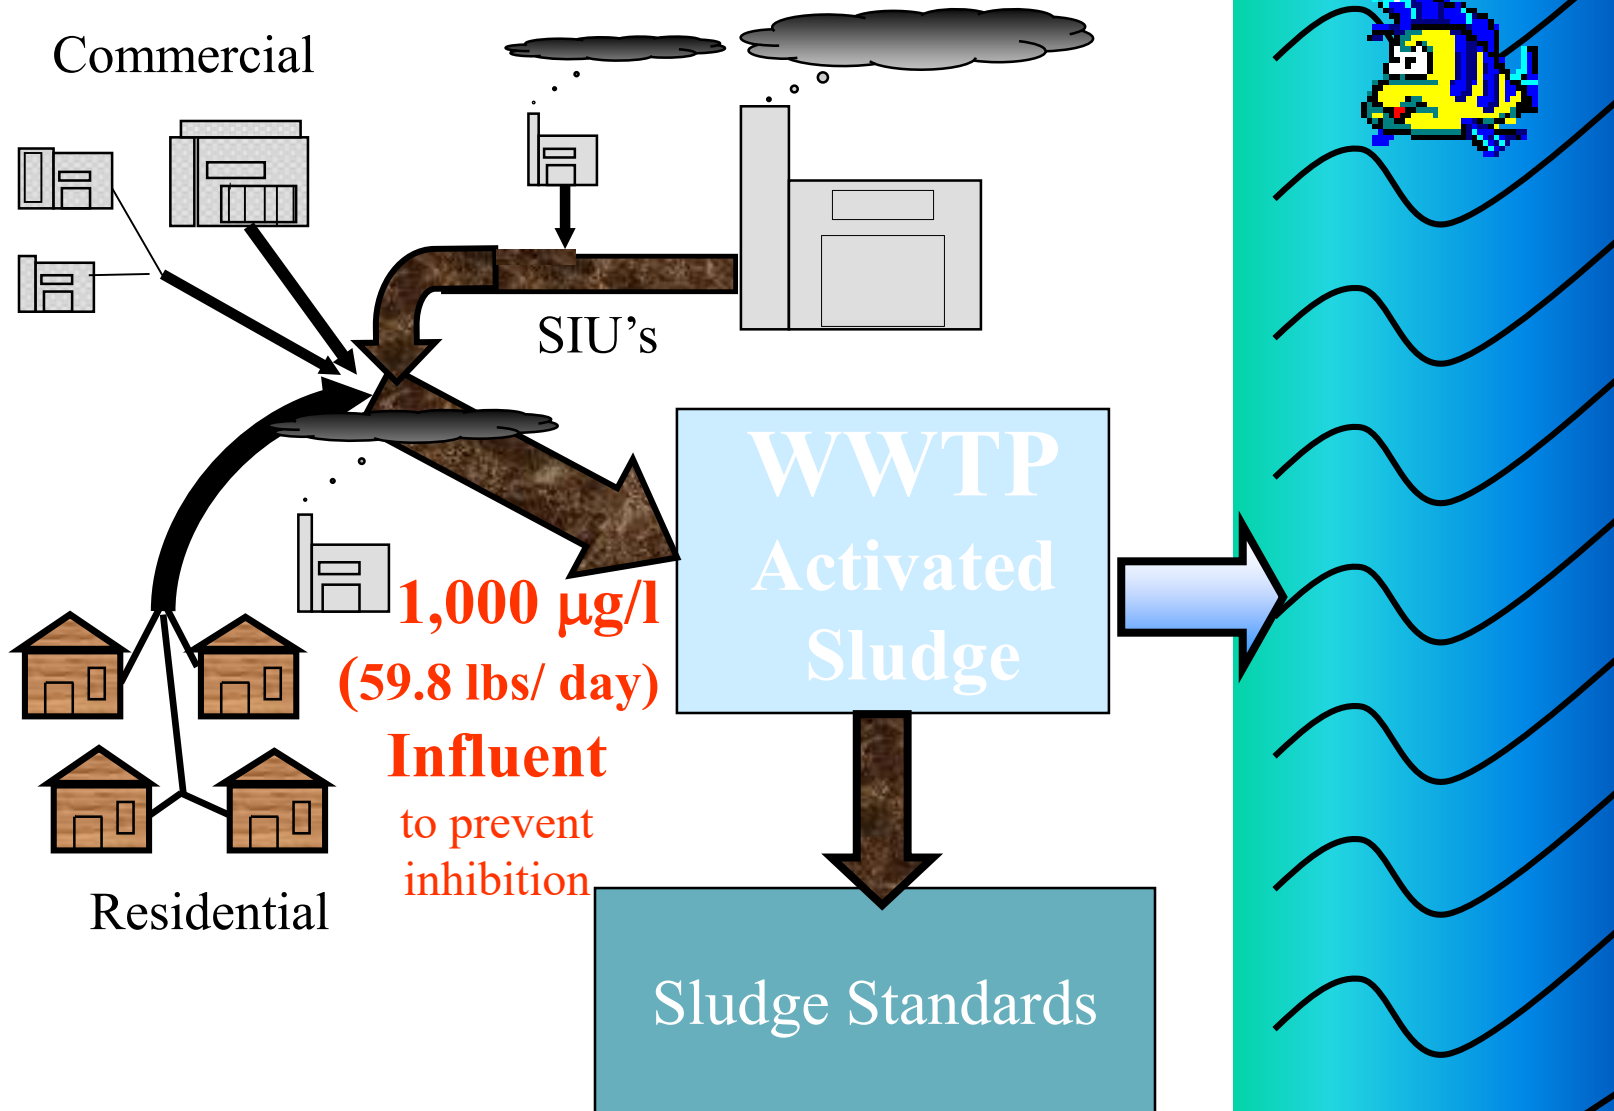 Commercial
SIU's
WWTP
Activated
Sludge
1,000 μg/l
(59.8 lbs/ day)
Influent
to prevent
inhibition
Residential
Sludge Standards